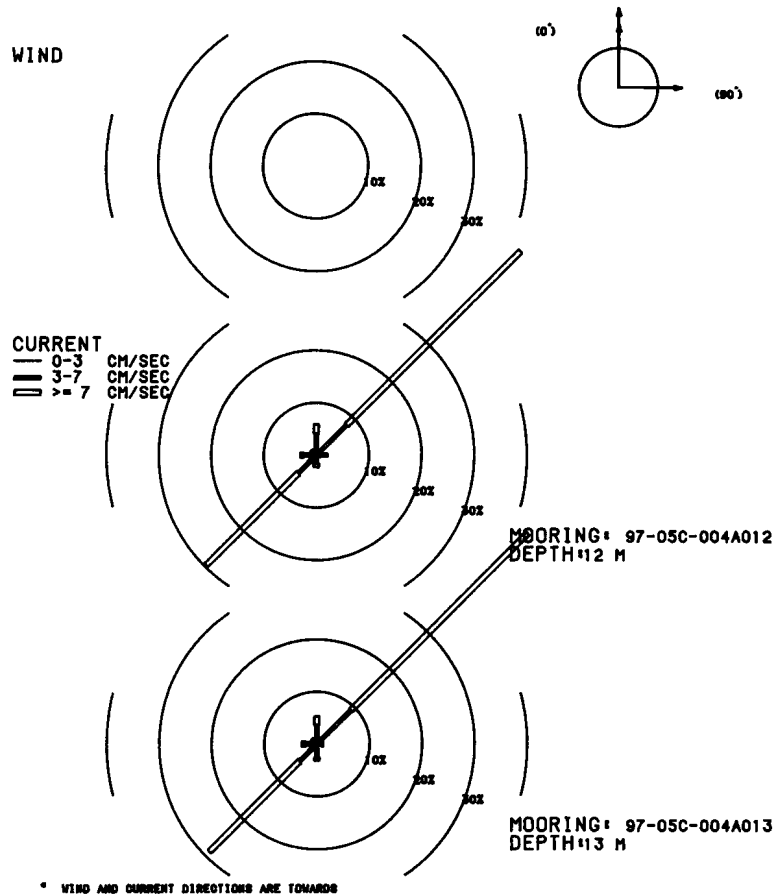 (0°)
WIND
(90°)
10%
20%
30%
CURRENT
0-3 CM/SEC
3-7 CM/SEC
>= 7 CM/SEC
10%
20%
30%
MOORING: 97-05C-004A012
DEPTH:12 M
10%
20%
30%
MOORING: 97-05C-004A013
DEPTH:13 M
* WIND AND CURRENT DIRECTIONS ARE TOWARDS